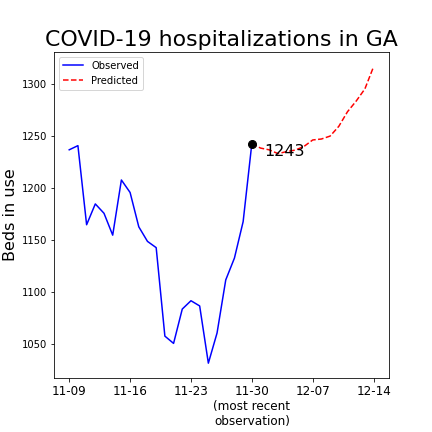 COVID-19 hospitalizations in GA
Observed
Predicted
Beds in use
1300
1250
1200
1150
1100
1050
1243
11-09 11-16 11-23 11-30 12-07 12-14
(most recent
observation)